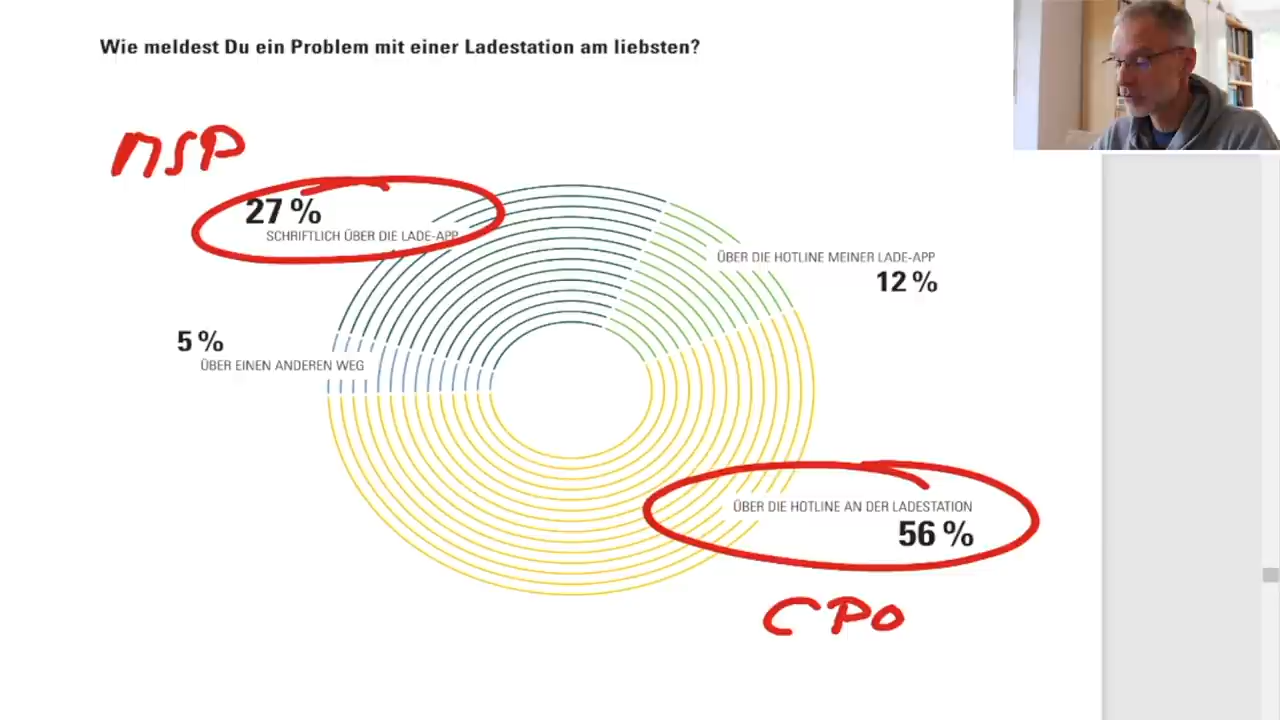 Wie meldest Du ein Problem mit einer Ladestation am liebsten?
MSP
27 %
SCHRIFTLICH ÜBER DIE LADE-APP
ÜBER DIE HOTLINE MEINER LADE-APP
12 %
5 %
ÜBER EINEN ANDEREN WEG
ÜBER DIE HOTLINE AN DER LADESTATION
56 %
CPO